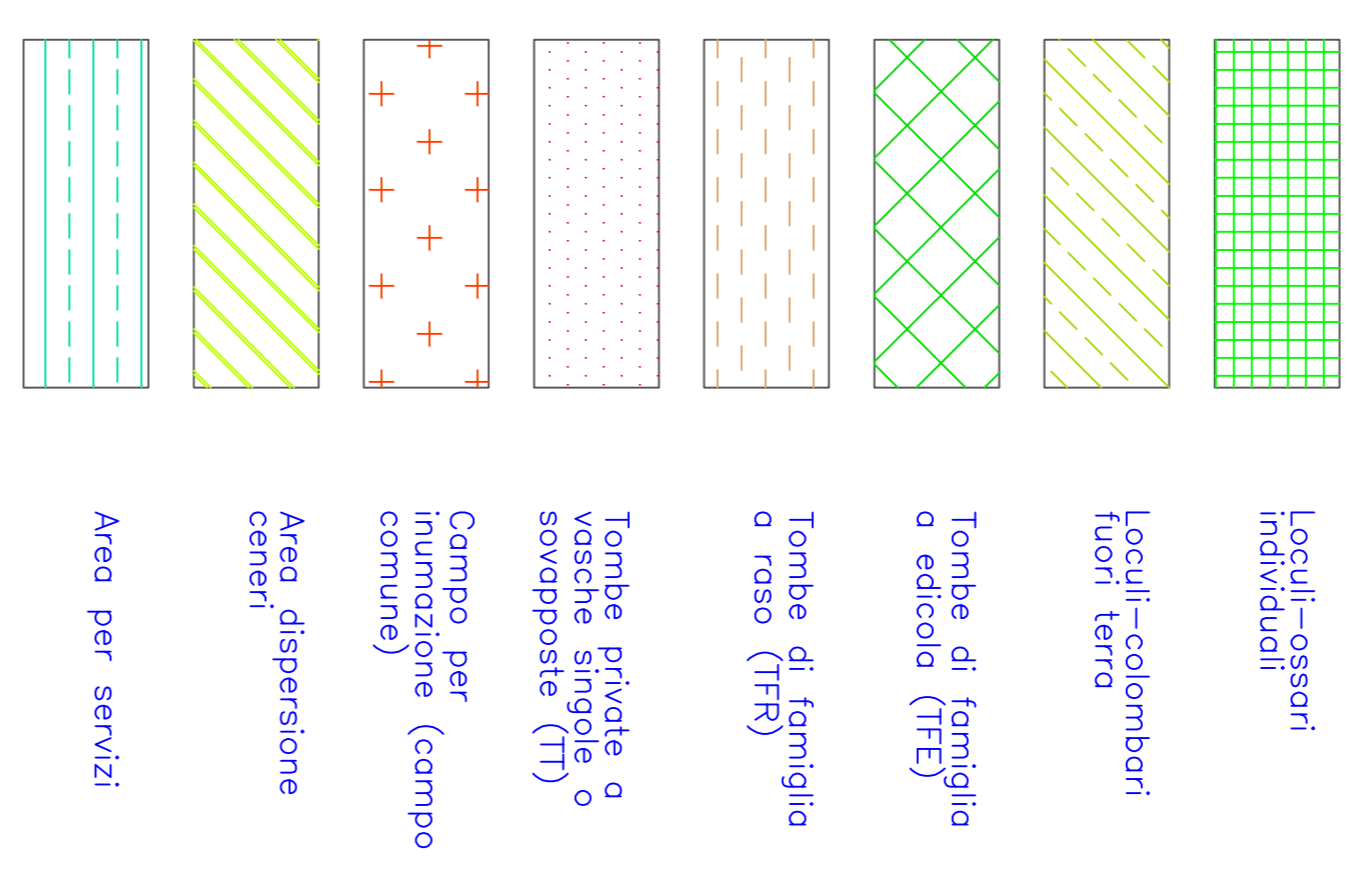 Loculi-ossari
individuali
Loculi-colombari
fuori terra
Tombe di famiglia
a edicola (TFE)
Tombe di famiglia
a raso (TFR)
Tombe private a
vasche singole o
sovapposte (TT)
Campo per
inumazione (campo
comune)
Area dispersione
ceneri
Area per servizi